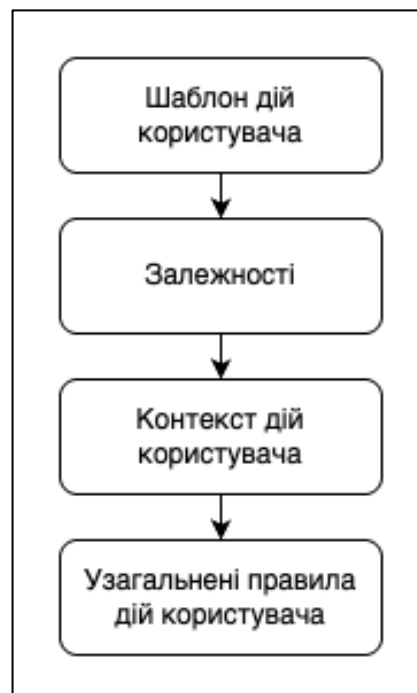 Шаблон дій
користувача
Залежності
Контекст дій
користувача
Узагальнені правила
дій користувача